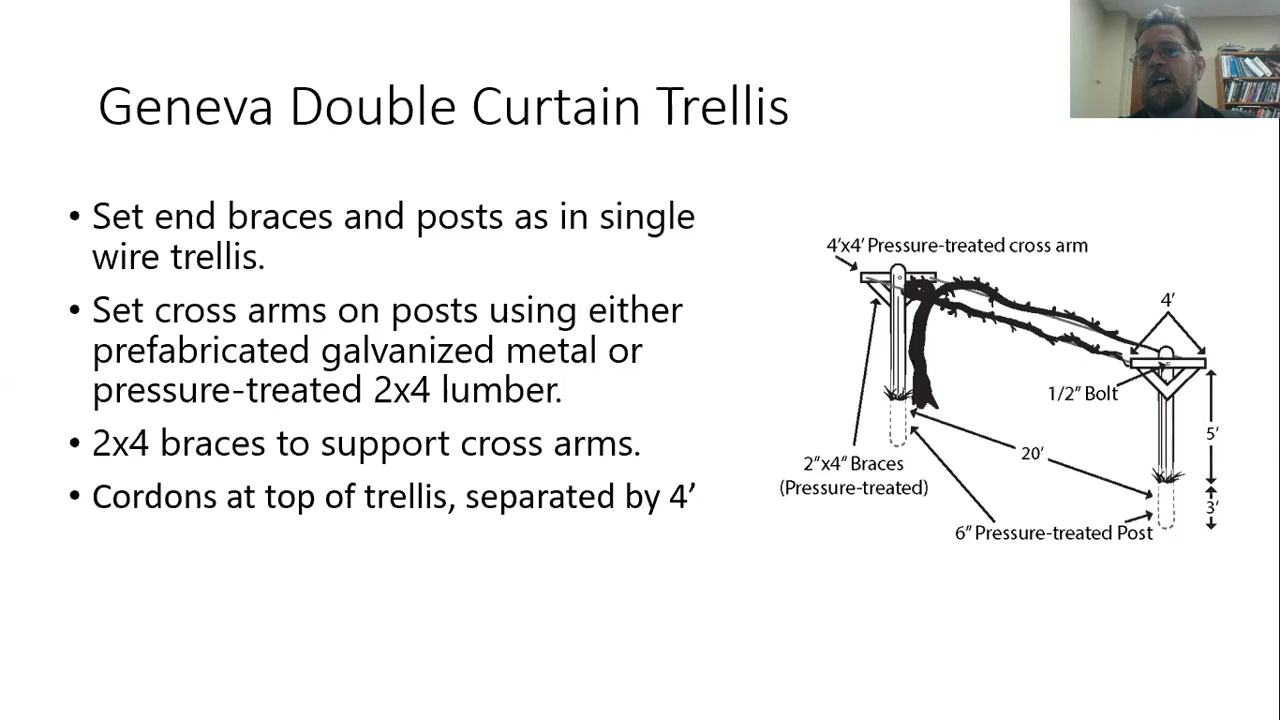 Geneva Double Curtain Trellis
• Set end braces and posts as in single
wire trellis.
• Set cross arms on posts using either
prefabricated galvanized metal or
pressure-treated 2x4 lumber.
• 2x4 braces to support cross arms.
• Cordons at top of trellis, separated by 4’
4’x4’ Pressure-treated cross arm
4’
1/2” Bolt
5’
20’
2”x4” Braces
(Pressure-treated)
3’
6” Pressure-treated Post